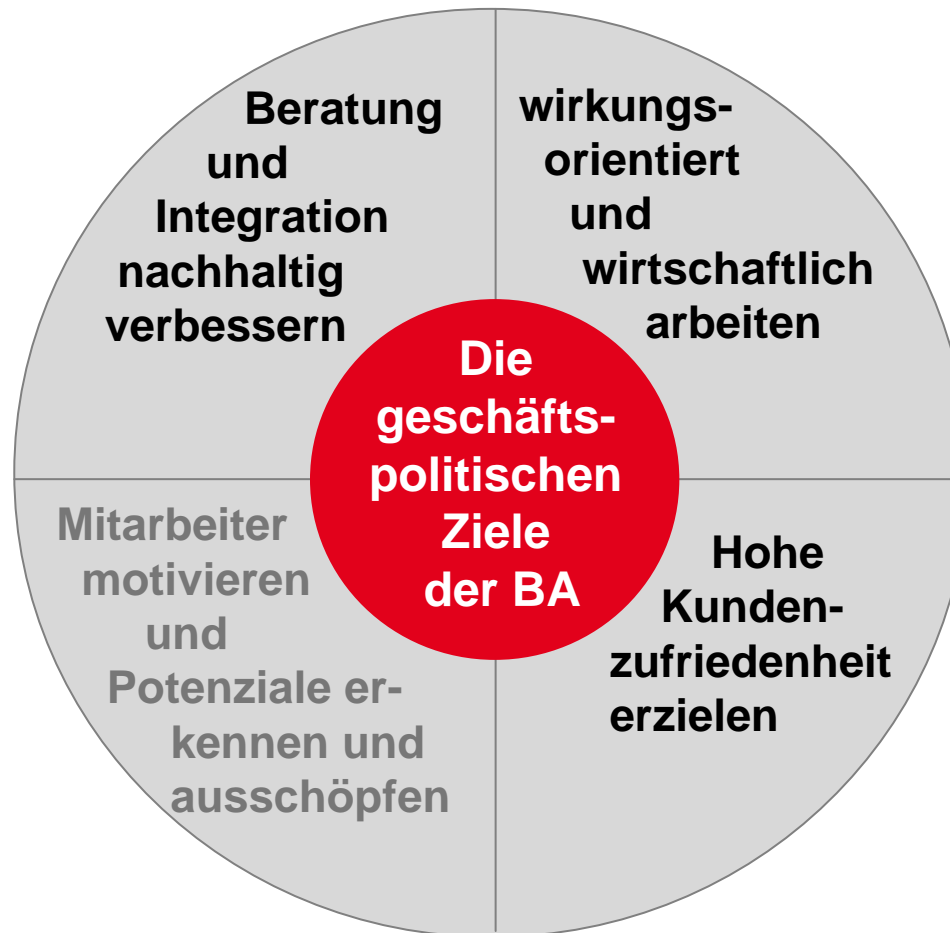 Beratung
und
Integration
nachhaltig
verbessern
wirkungs-
orientiert
und
wirtschaftlich
arbeiten
Die
geschäfts-
politischen
Ziele
der BA
Mitarbeiter
motivieren
und
Potenziale er-
kennen und
ausschöpfen
Hohe
Kunden-
zufriedenheit
erzielen